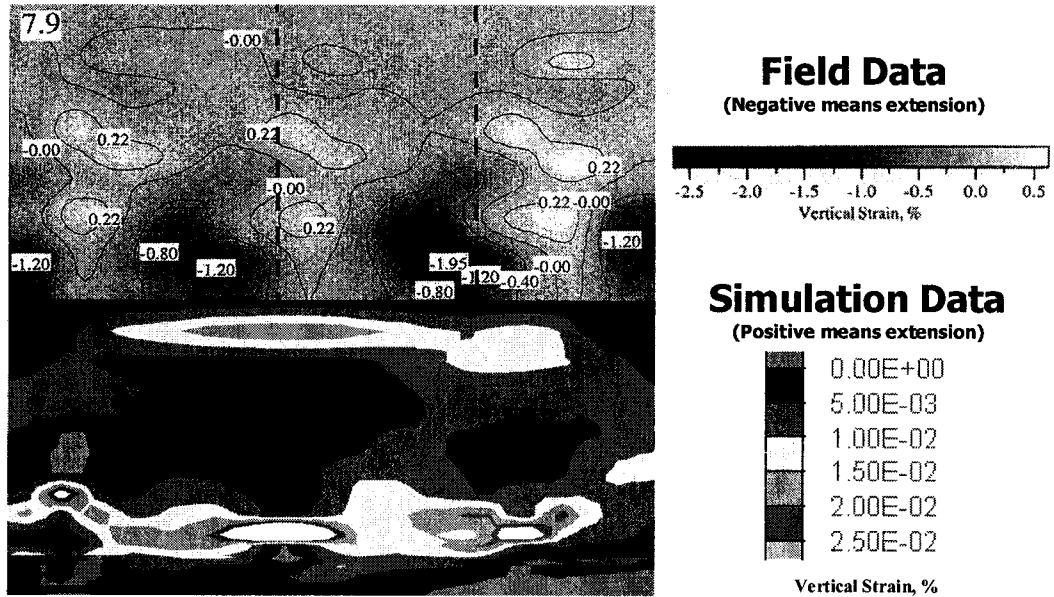 7.9
-0.00
0.22
0.22
0.22
-0.00
-0.00
0.22
0.22 -0.00
0.22
0.22
-1.20
-0.80
-1.20
-1.95
-1.20
-0.40
-0.80
-0.00
-1.20
Field Data
(Negative means extension)
-2.5 -2.0 -1.5 -1.0 -0.5 0.0 0.5
Vertical Strain, %
Simulation Data
(Positive means extension)
0.00E+00
5.00E-03
1.00E-02
1.50E-02
2.00E-02
2.50E-02
Vertical Strain, %